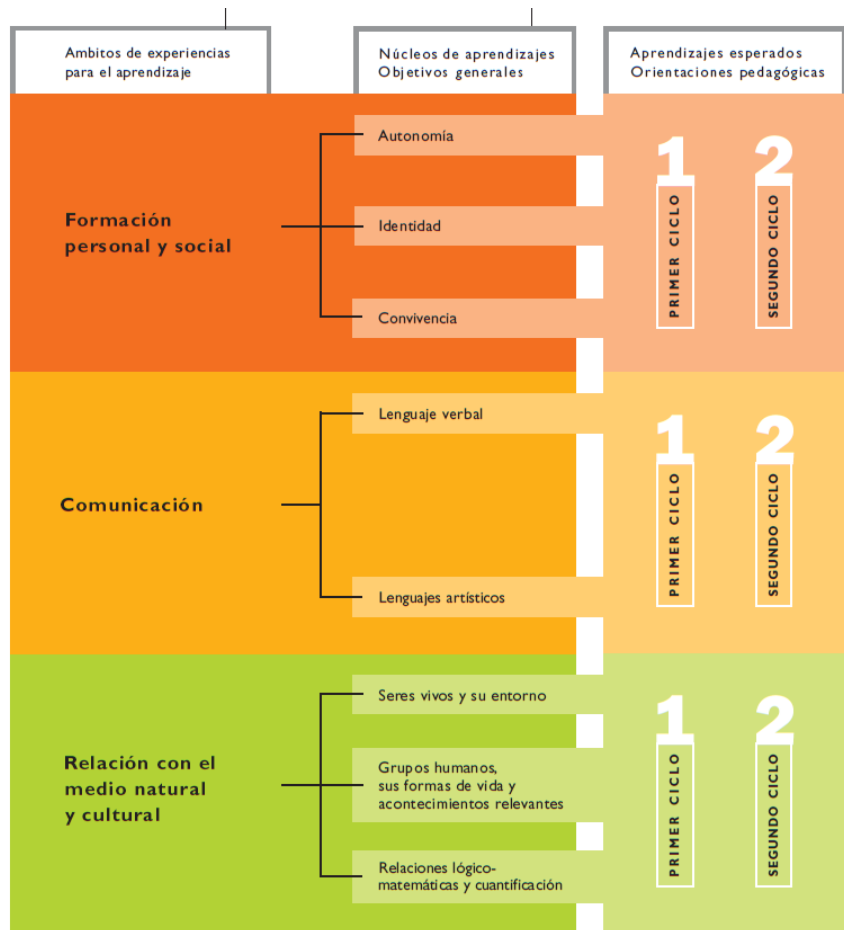 Ambitos de experiencias
para el aprendizaje
Núcleos de aprendizajes
Objetivos generales
Aprendizajes esperados
Orientaciones pedagógicas
Formación
personal y social
Autonomía
Identidad
Convivencia
1
PRIMER CICLO
2
SEGUNDO CICLO
Comunicación
Lenguaje verbal
Lenguajes artísticos
1
PRIMER CICLO
2
SEGUNDO CICLO
Relación con el
medio natural
y cultural
Seres vivos y su entorno
Grupos humanos,
sus formas de vida y
acontecimientos relevantes
Relaciones lógico-
matemáticas y cuantificación
1
PRIMER CICLO
2
SEGUNDO CICLO